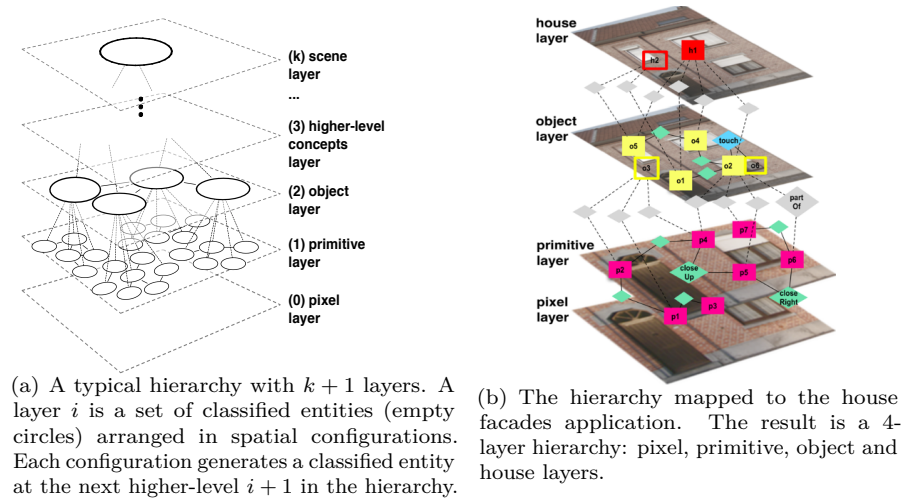 (k) scene
layer
...
(3) higher-level
concepts
layer
(2) object
layer
(1) primitive
layer
(0) pixel
layer
(a) A typical hierarchy with k + 1 layers. A
layer i is a set of classified entities (empty
circles) arranged in spatial configurations.
Each configuration generates a classified entity
at the next higher-level i + 1 in the hierarchy.
house
layer
h2
h1
object
layer
o5
o4
touch
o3
o1
o2
o6
part
Of
primitive
layer
p7
p4
p2
close
Up
p5
p6
close
Right
pixel
layer
p1
p3
(b) The hierarchy mapped to the house
facades application. The result is a 4-
layer hierarchy: pixel, primitive, object and
house layers.